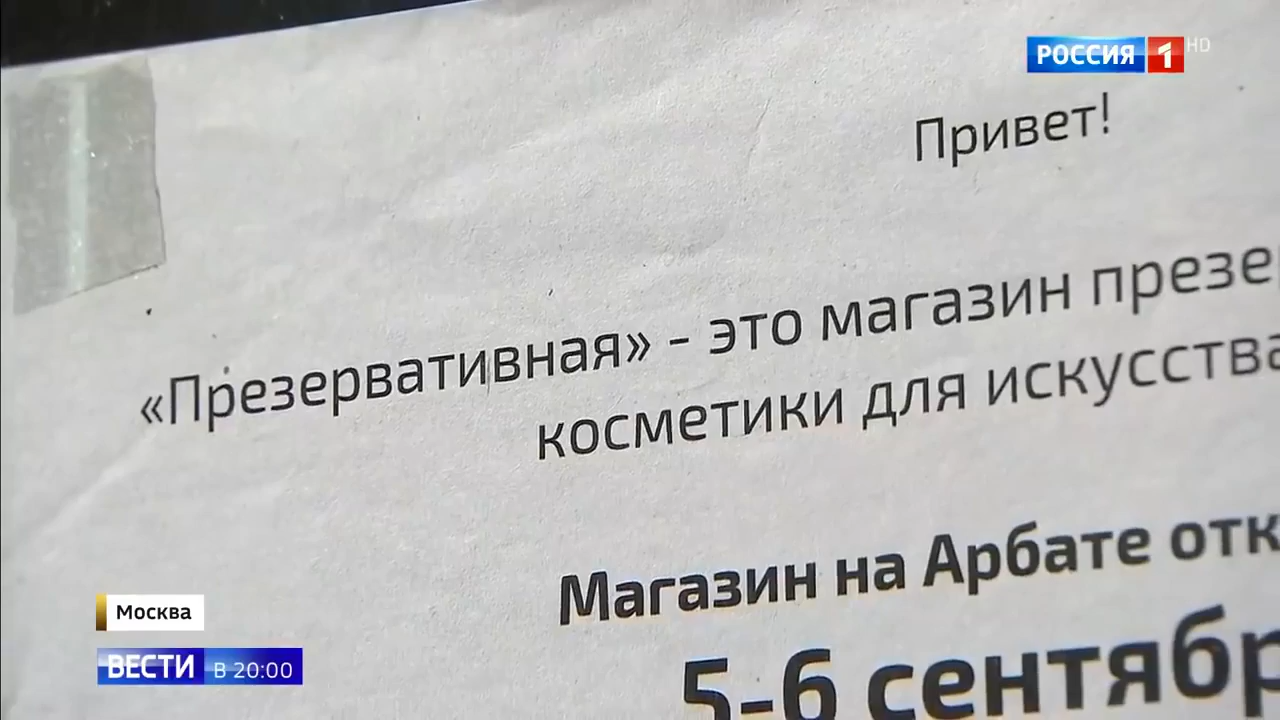 РОССИЯ 1 HD
Привет!
«Презервативная» - это магазин презе
косметики для искусства
Магазин на Арбате отк
5-6 сентябр
Москва
ВЕСТИ В 20:00